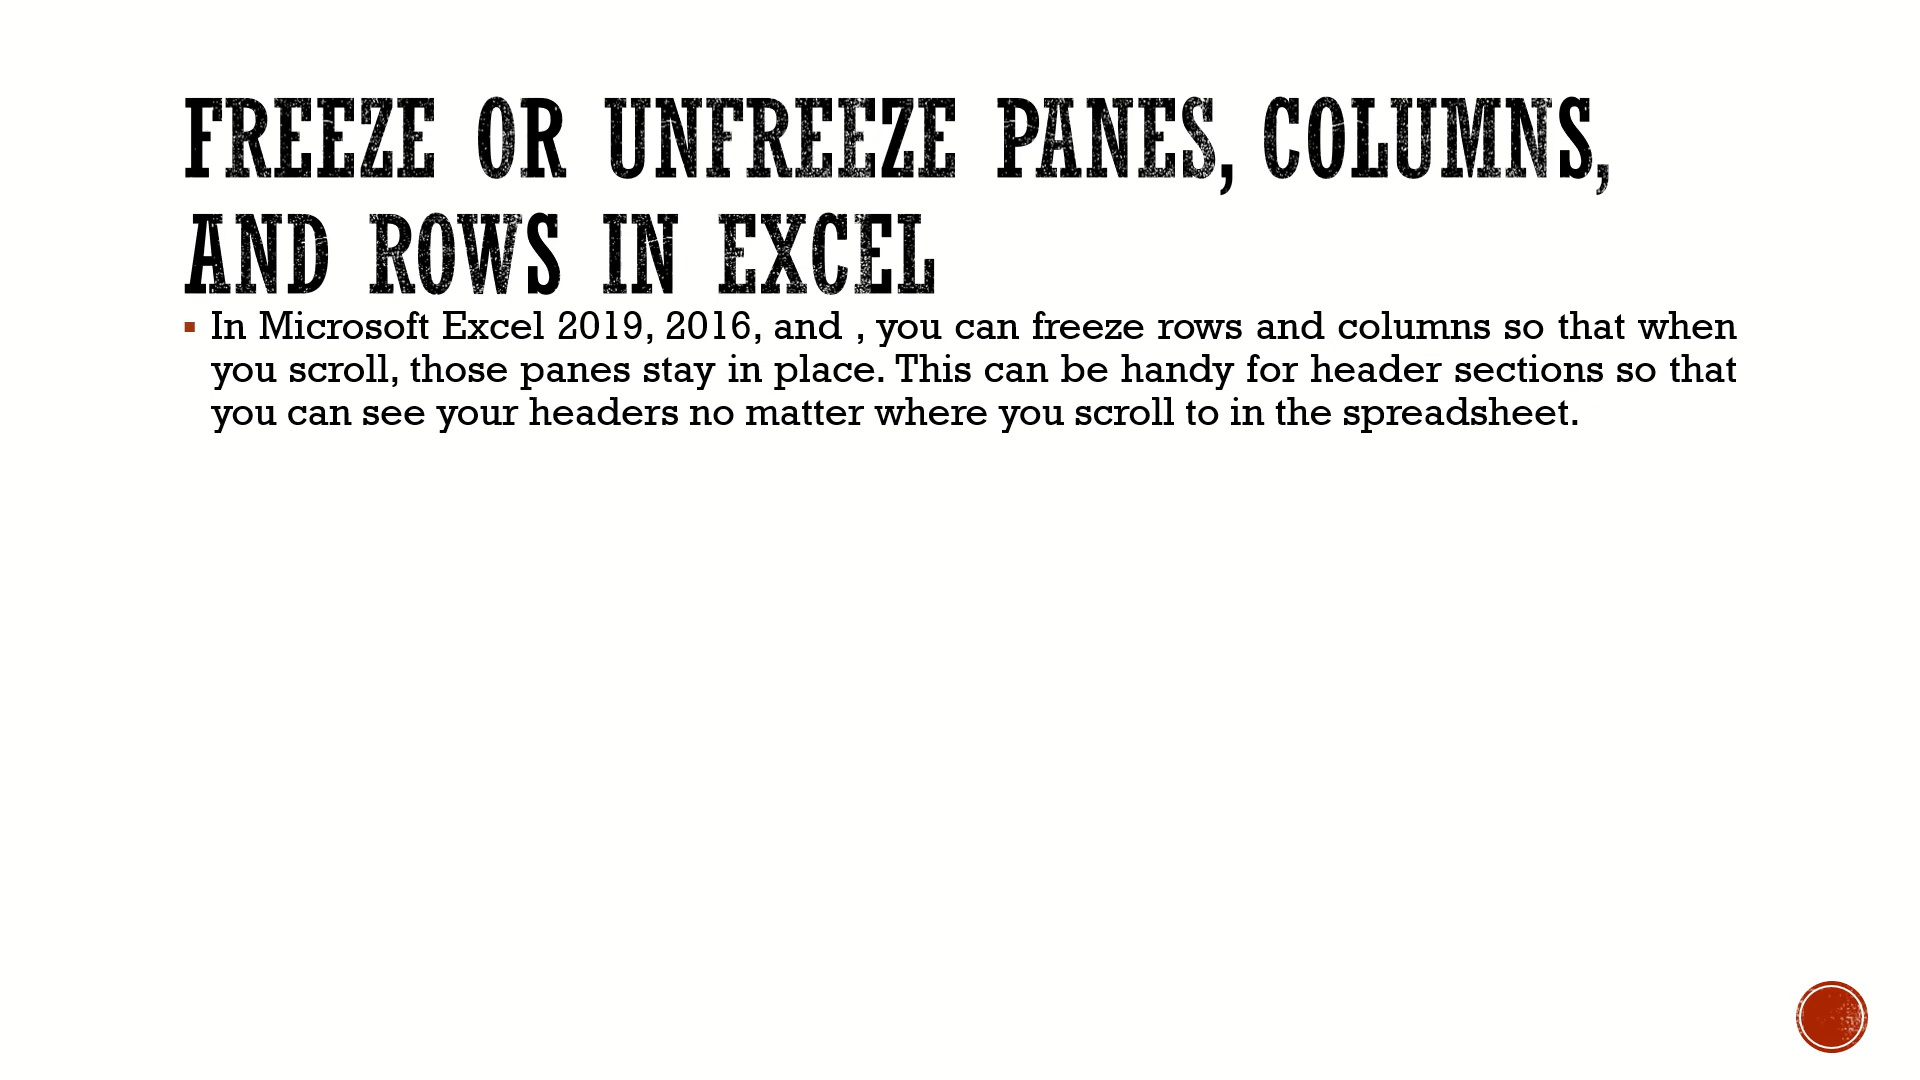 FREEZE OR UNFREEZE PANES, COLUMNS,
AND ROWS IN EXCEL
▪ In Microsoft Excel 2019, 2016, and , you can freeze rows and columns so that when
you scroll, those panes stay in place. This can be handy for header sections so that
you can see your headers no matter where you scroll to in the spreadsheet.